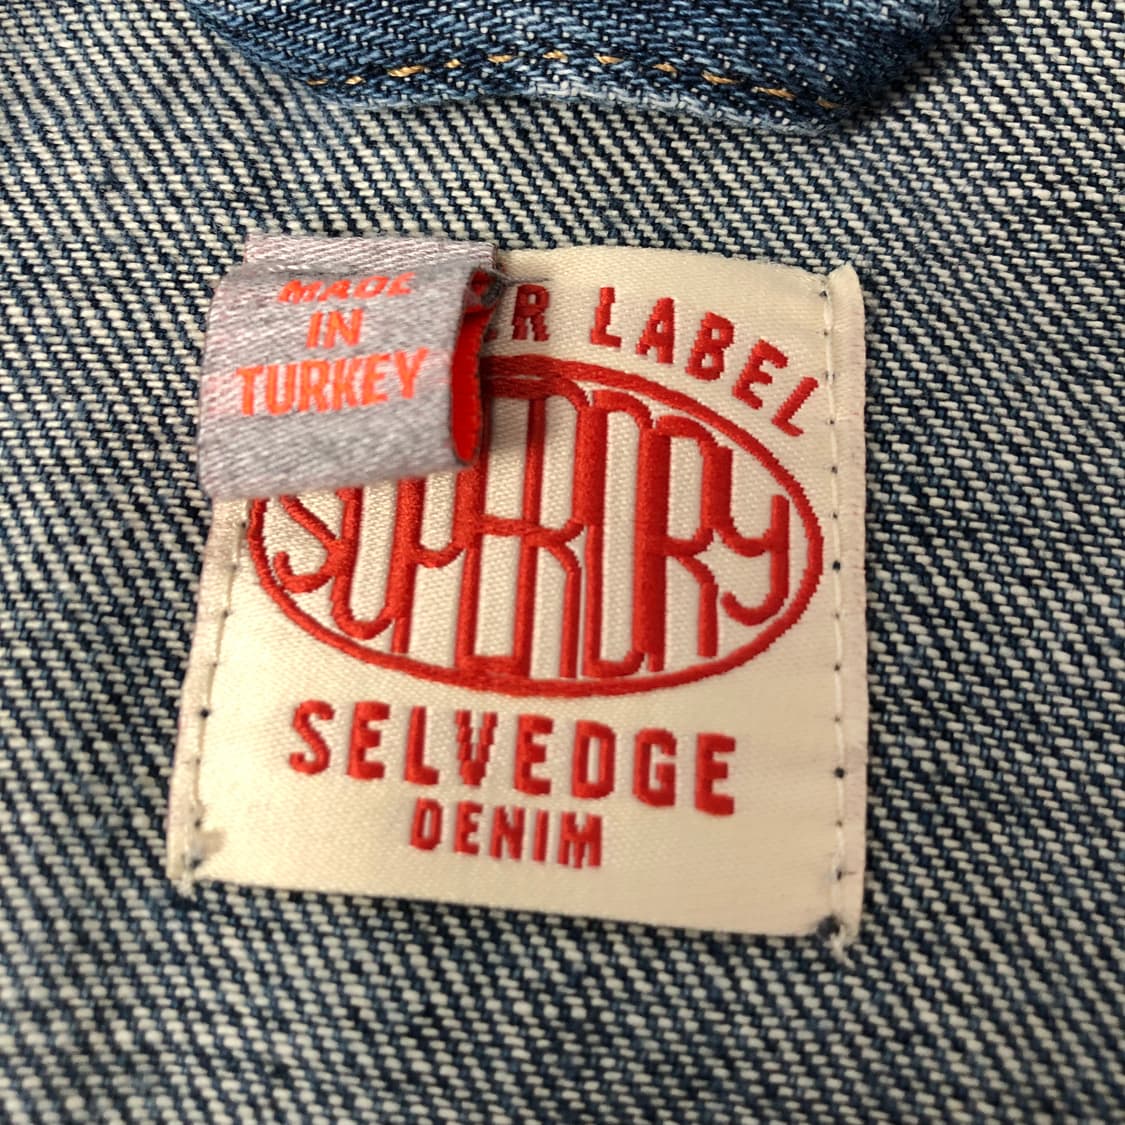 MADE
IN
TURKEY
LABEL
SUPERDRY
SELVEDGE
DENIM